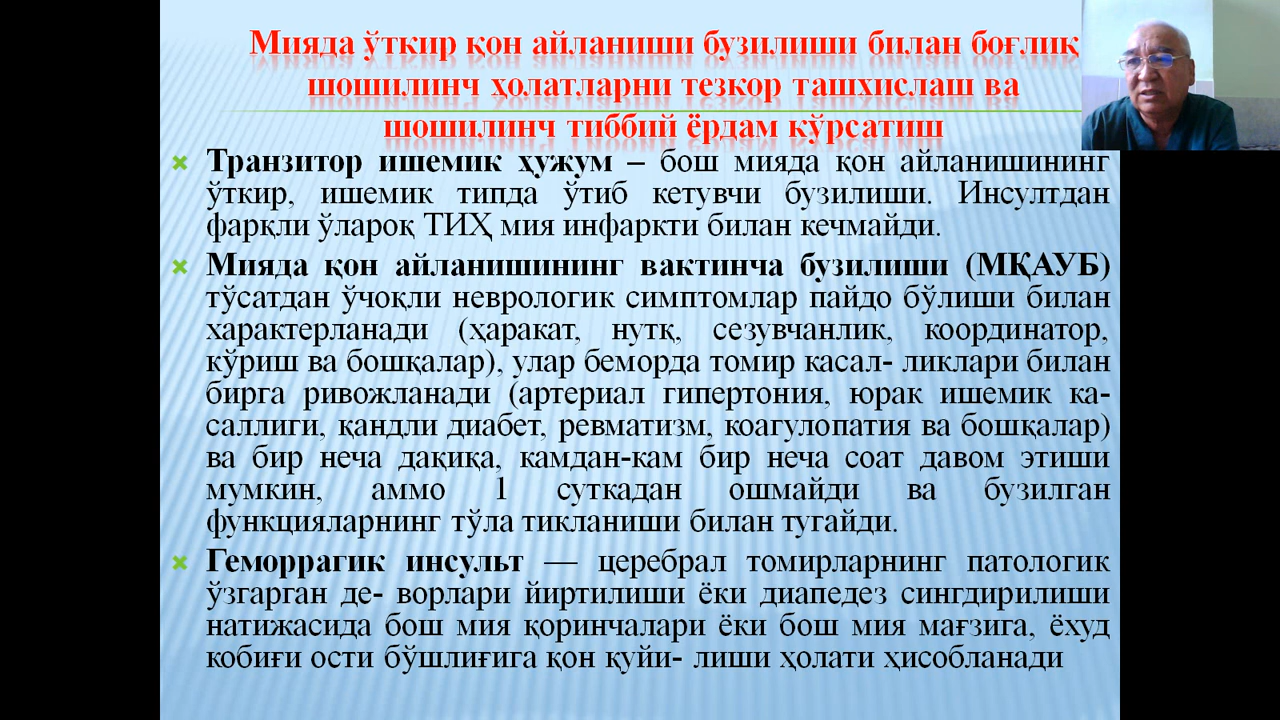 Мияда ўткир қон айланиши бузилиши билан боғлиқ
шошилинч ҳолатларни тезкор ташхислаш ва
шошилинч тиббий ёрдам кўрсатиш
Транзитор ишемик ҳужум – бош мияда қон айланишининг
ўткир, ишемик типда ўтиб кетувчи бузилиши. Инсултдан
фарқли ўлароқ ТИҲ мия инфаркти билан кечмайди.
Мияда қон айланишининг вактинча бузилиши (МҚАУБ)
тўсатдан ўчоқли неврологик симптомлар пайдо бўлиши билан
характерланади (ҳаракат, нутқ, сезувчанлик, координатор,
кўриш ва бошқалар), улар беморда томир касал- ликлари билан
бирга ривожланади (артериал гипертония, юрак ишемик ка-
саллиги, қандли диабет, ревматизм, коагулопатия ва бошқалар)
ва бир неча дақиқа, камдан-кам бир неча соат давом этиши
мумкин, аммо 1 суткадан ошмайди ва бузилган
функцияларнинг тўла тикланиши билан тугайди.
Геморрагик инсульт — церебрал томирларнинг патологик
ўзгарган де- ворлари йиртилиши ёки диапедез сингдирилиши
натижасида бош мия қоринчалари ёки бош мия мағзига, ёхуд
кобиғи ости бўшлиғига қон қуйи- лиши ҳолати ҳисобланади